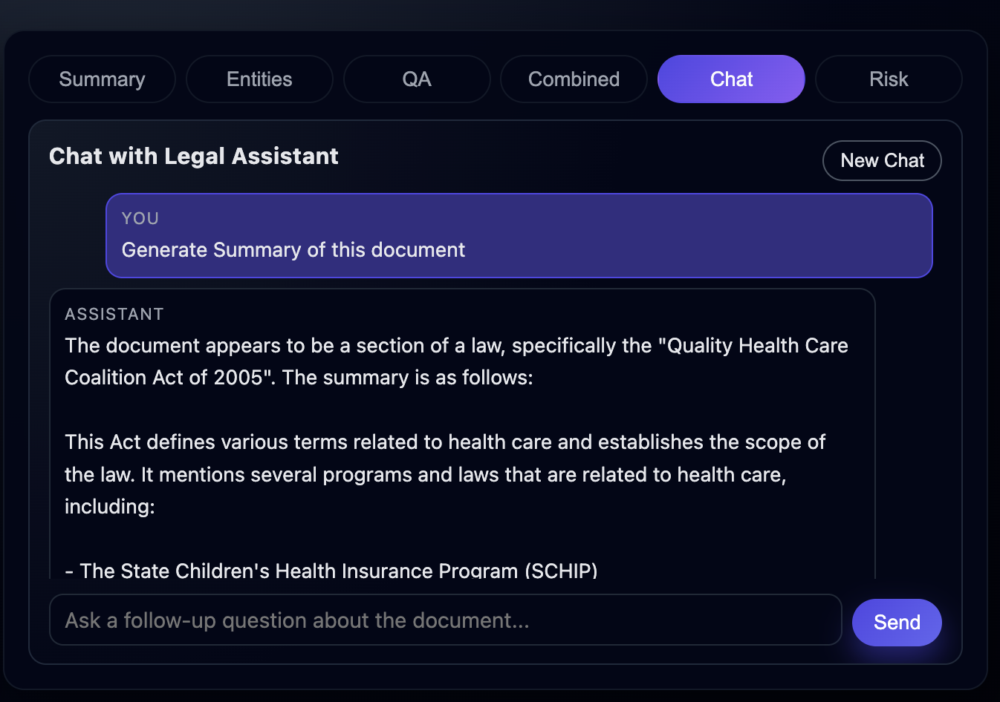 Summary
Entities
QA
Combined
Chat
Risk
Chat with Legal Assistant
New Chat
YOU
Generate Summary of this document
ASSISTANT
The document appears to be a section of a law, specifically the "Quality Health Care
Coalition Act of 2005". The summary is as follows:
This Act defines various terms related to health care and establishes the scope of
the law. It mentions several programs and laws that are related to health care,
including:
- The State Children's Health Insurance Program (SCHIP)
Ask a follow-up question about the document...
Send